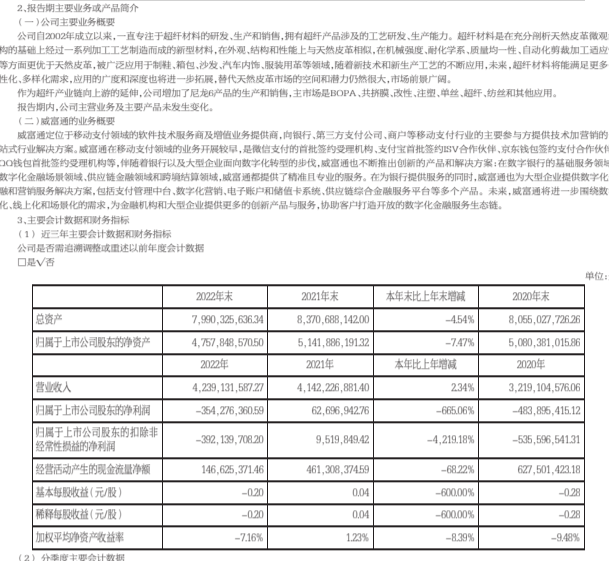 2、报告期主要业务或产品简介
(一)公司主要业务概要
公司自2002年成立以来,一直专注于超纤材料的研发、生产和销售,拥有超纤产品涉及的工艺研发、生产能力。超纤材料是在充分剖析天然皮革微观
构的基础上经过一系列加工工艺制造而成的新型材料,在外观、结构和性能上与天然皮革相似,在机械强度、耐化学系、质量均一性、自动化剪裁加工适应
等方面更优于天然皮革,被广泛应用于制鞋、箱包、沙发、汽车内饰、服装用革等领域,随着新技术和新生产工艺的不断应用,未来,超纤材料将能满足更多
性化、多样化需求,应用的广度和深度也将进一步拓展,替代天然皮革市场的空间和潜力仍然很大,市场前景广阔。
作为超纤产业链向上游的延伸,公司增加了尼龙6产品的生产和销售,主市场是BOPA、共挤膜、改性、注塑、单丝、超纤、纺丝和其他应用。
报告期内,公司主营业务及主要产品未发生变化。
(二)威富通的业务概要
威富通定位于移动支付领域的软件技术服务商及增值业务提供商,向银行、第三方支付公司、商户等移动支付行业的主要参与方提供技术加营销的
站式行业解决方案。威富通在移动支付领域的业务开展较早,是微信支付的首批签约受理机构、支付宝首批签约ISV合作伙伴、京东钱包签约支付合作伙伴
QQ钱包首批签约受理机构等,伴随着银行以及大型企业面向数字化转型的步伐,威富通也不断推出创新的产品和解决方案:在数字银行的基础服务领域
数字化金融场景领域、供应链金融领域和跨境结算领域,威富通都提供了精准且专业的服务。在为银行提供服务的同时,威富通也为大型企业提供数字化
融和营销服务解决方案,包括支付管理中台、数字化营销、电子账户和储值卡系统、供应链综合金融服务平台等多个产品。未来,威富通将进一步围绕数
化、线上化和场景化的需求,为金融机构和大型企业提供更多的创新产品与服务,协助客户打造开放的数字化金融服务生态链。
3、主要会计数据和财务指标
(1)近三年主要会计数据和财务指标
公司是否需追溯调整或重述以前年度会计数据
□是√否
单位:
2022年末 2021年末 本年末比上年末增减 2020年末
总资产 7,990,325,636.34 8,370,688,142.00 -4.54% 8,055,027,726.26
归属于上市公司股东的净资产 4,757,848,570.50 5,141,886,191.32 -7.47% 5,080,381,015.86
2022年 2021年 本年比上年增减 2020年
营业收入 4,239,131,587.27 4,142,226,881.40 2.34% 3,219,104,576.06
归属于上市公司股东的净利润 -354,276,360.59 62,696,942.76 -665.06% -483,895,415.12
归属于上市公司股东的扣除非
经常性损益的净利润 -392,139,708.20 9,519,849.42 -4,219.18% -535,596,541.31
经营活动产生的现金流量净额 146,625,371.46 461,308,374.59 -68.22% 627,501,423.18
基本每股收益(元/股) -0.20 0.04 -600.00% -0.28
稀释每股收益(元/股) -0.20 0.04 -600.00% -0.28
加权平均净资产收益率 -7.16% 1.23% -8.39% -9.48%
(2)分季度主要会计数据